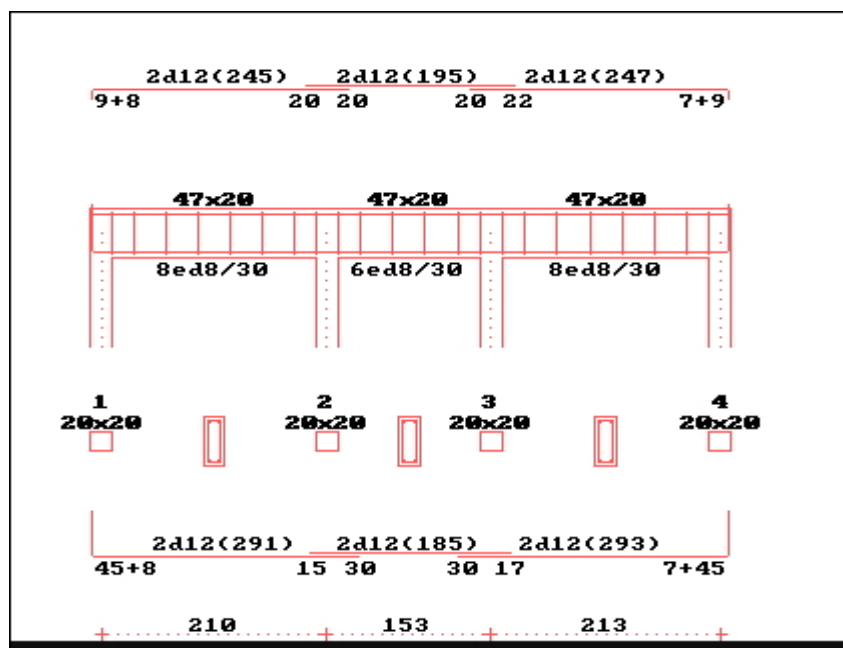 2d12(245) 2d12(195) 2d12(247)
9+8 20 20 20 22 7+9
47x20 47x20 47x20
8ed8/30 6ed8/30 8ed8/30
1 2 3 4
20x20 20x20 20x20 20x20
2d12(291) 2d12(185) 2d12(293)
45+8 15 30 30 17 7+45
210 153 213